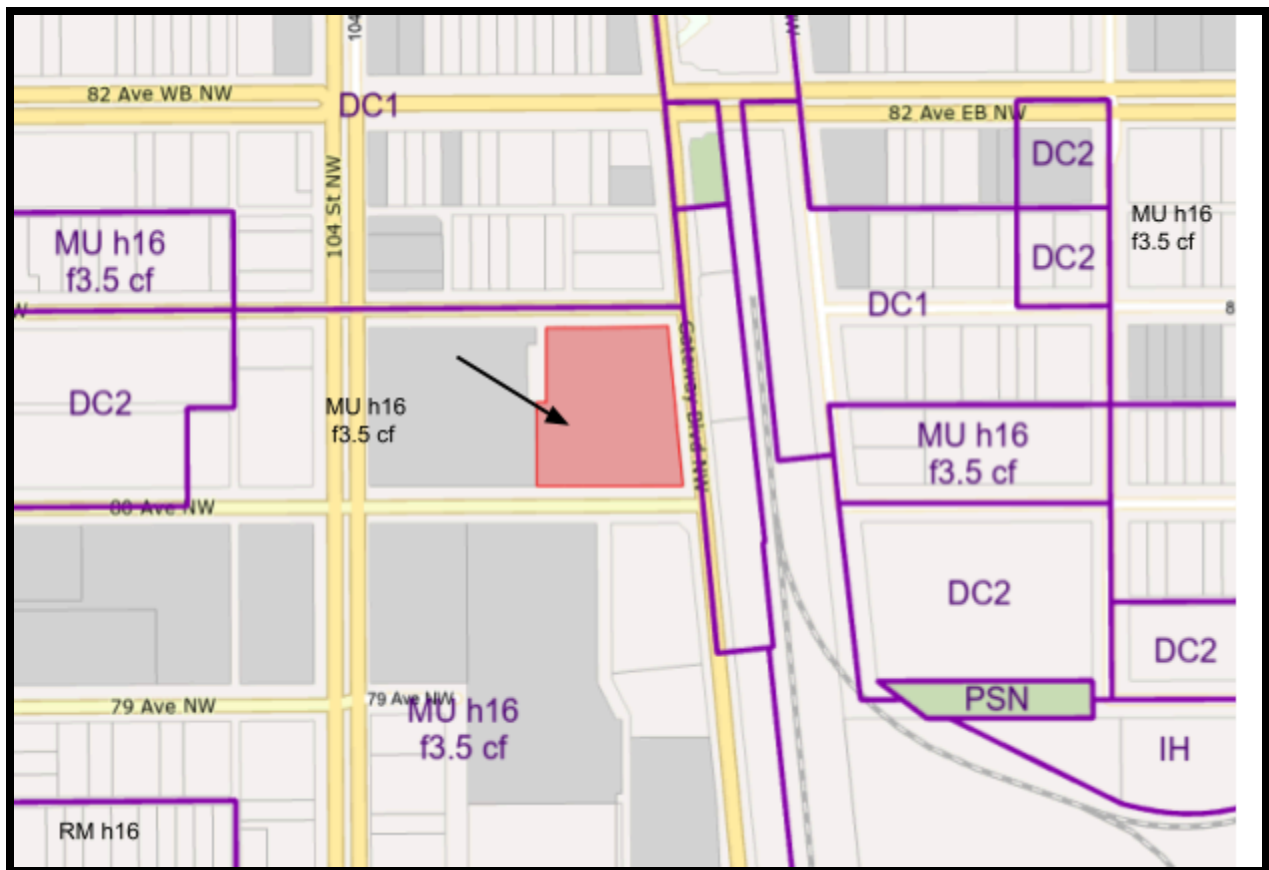 104
W
82 Ave WB NW
DC1
82 Ave EB NW
DC2
104 St NW
MU h16
f3.5 cf
MU h16
f3.5 cf
DC2
DC1
W
8
Gateway Blvd NW
DC2
MU h16
f3.5 cf
MU h16
f3.5 cf
80 Ave NW
DC2
DC2
79 Ave NW
79 Ave NW
MU h16
f3.5 cf
PSN
IH
RM h16